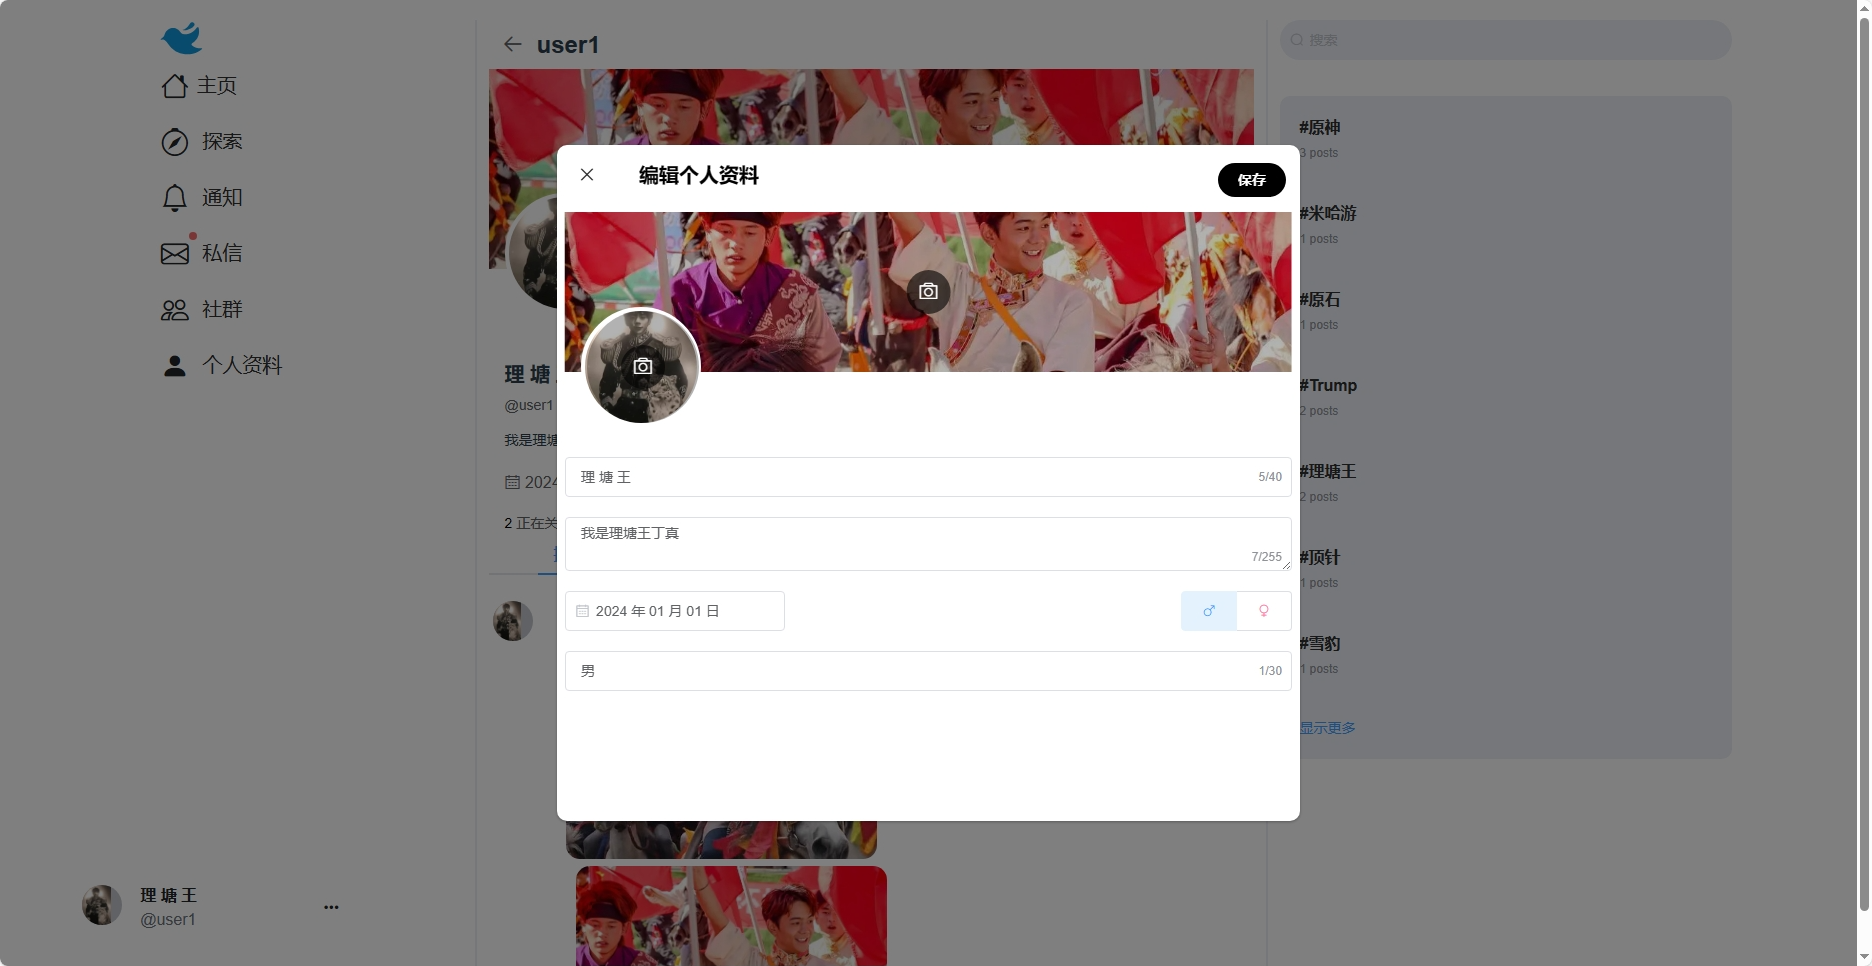 主页
探索
通知
私信
社群
个人资料
理 塘 王
@user1
user1
理 塘
@user1
我是理塘
2024
2 正在关
编辑个人资料
保存
理 塘 王
5/40
我是理塘王丁真
7/255
2024 年 01 月 01 日
男
1/30
搜索
#原神
3 posts
#米哈游
1 posts
#原石
1 posts
#Trump
2 posts
#理塘王
2 posts
#顶针
1 posts
#雪豹
1 posts
显示更多